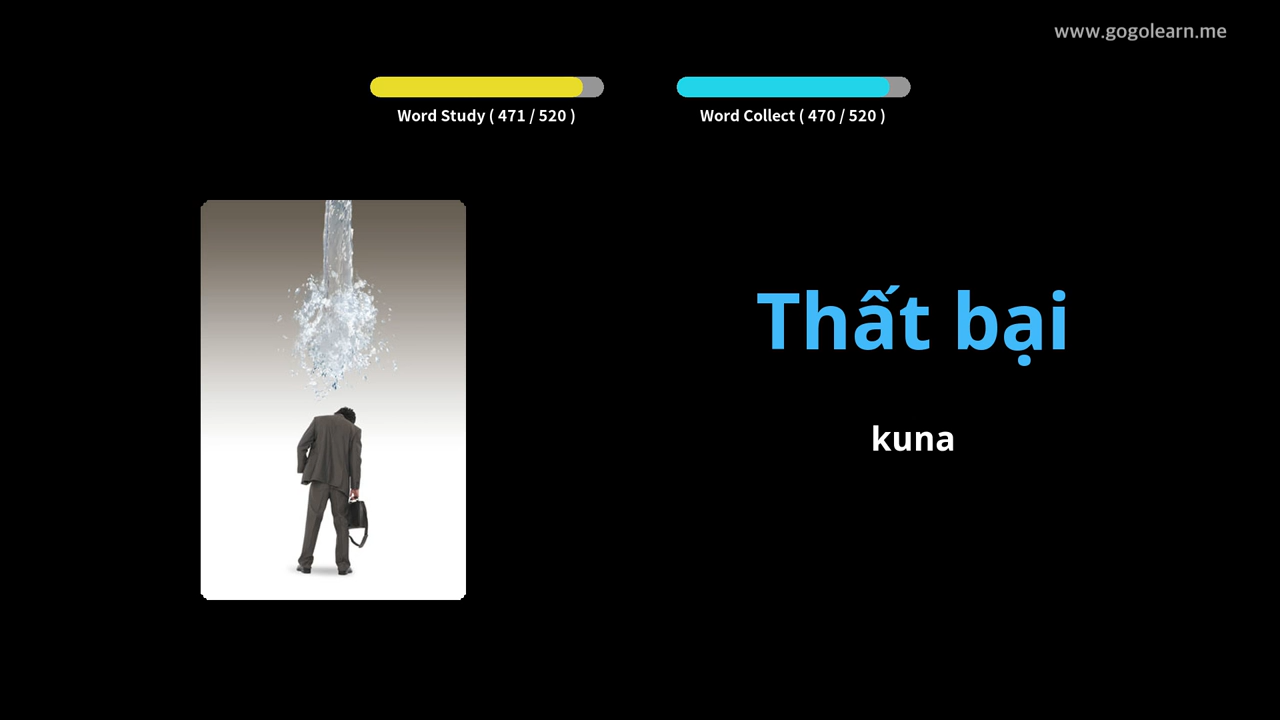 www.gogolearn.me
Word Study ( 471 / 520 )
Word Collect ( 470 / 520 )
Thất bại
kuna